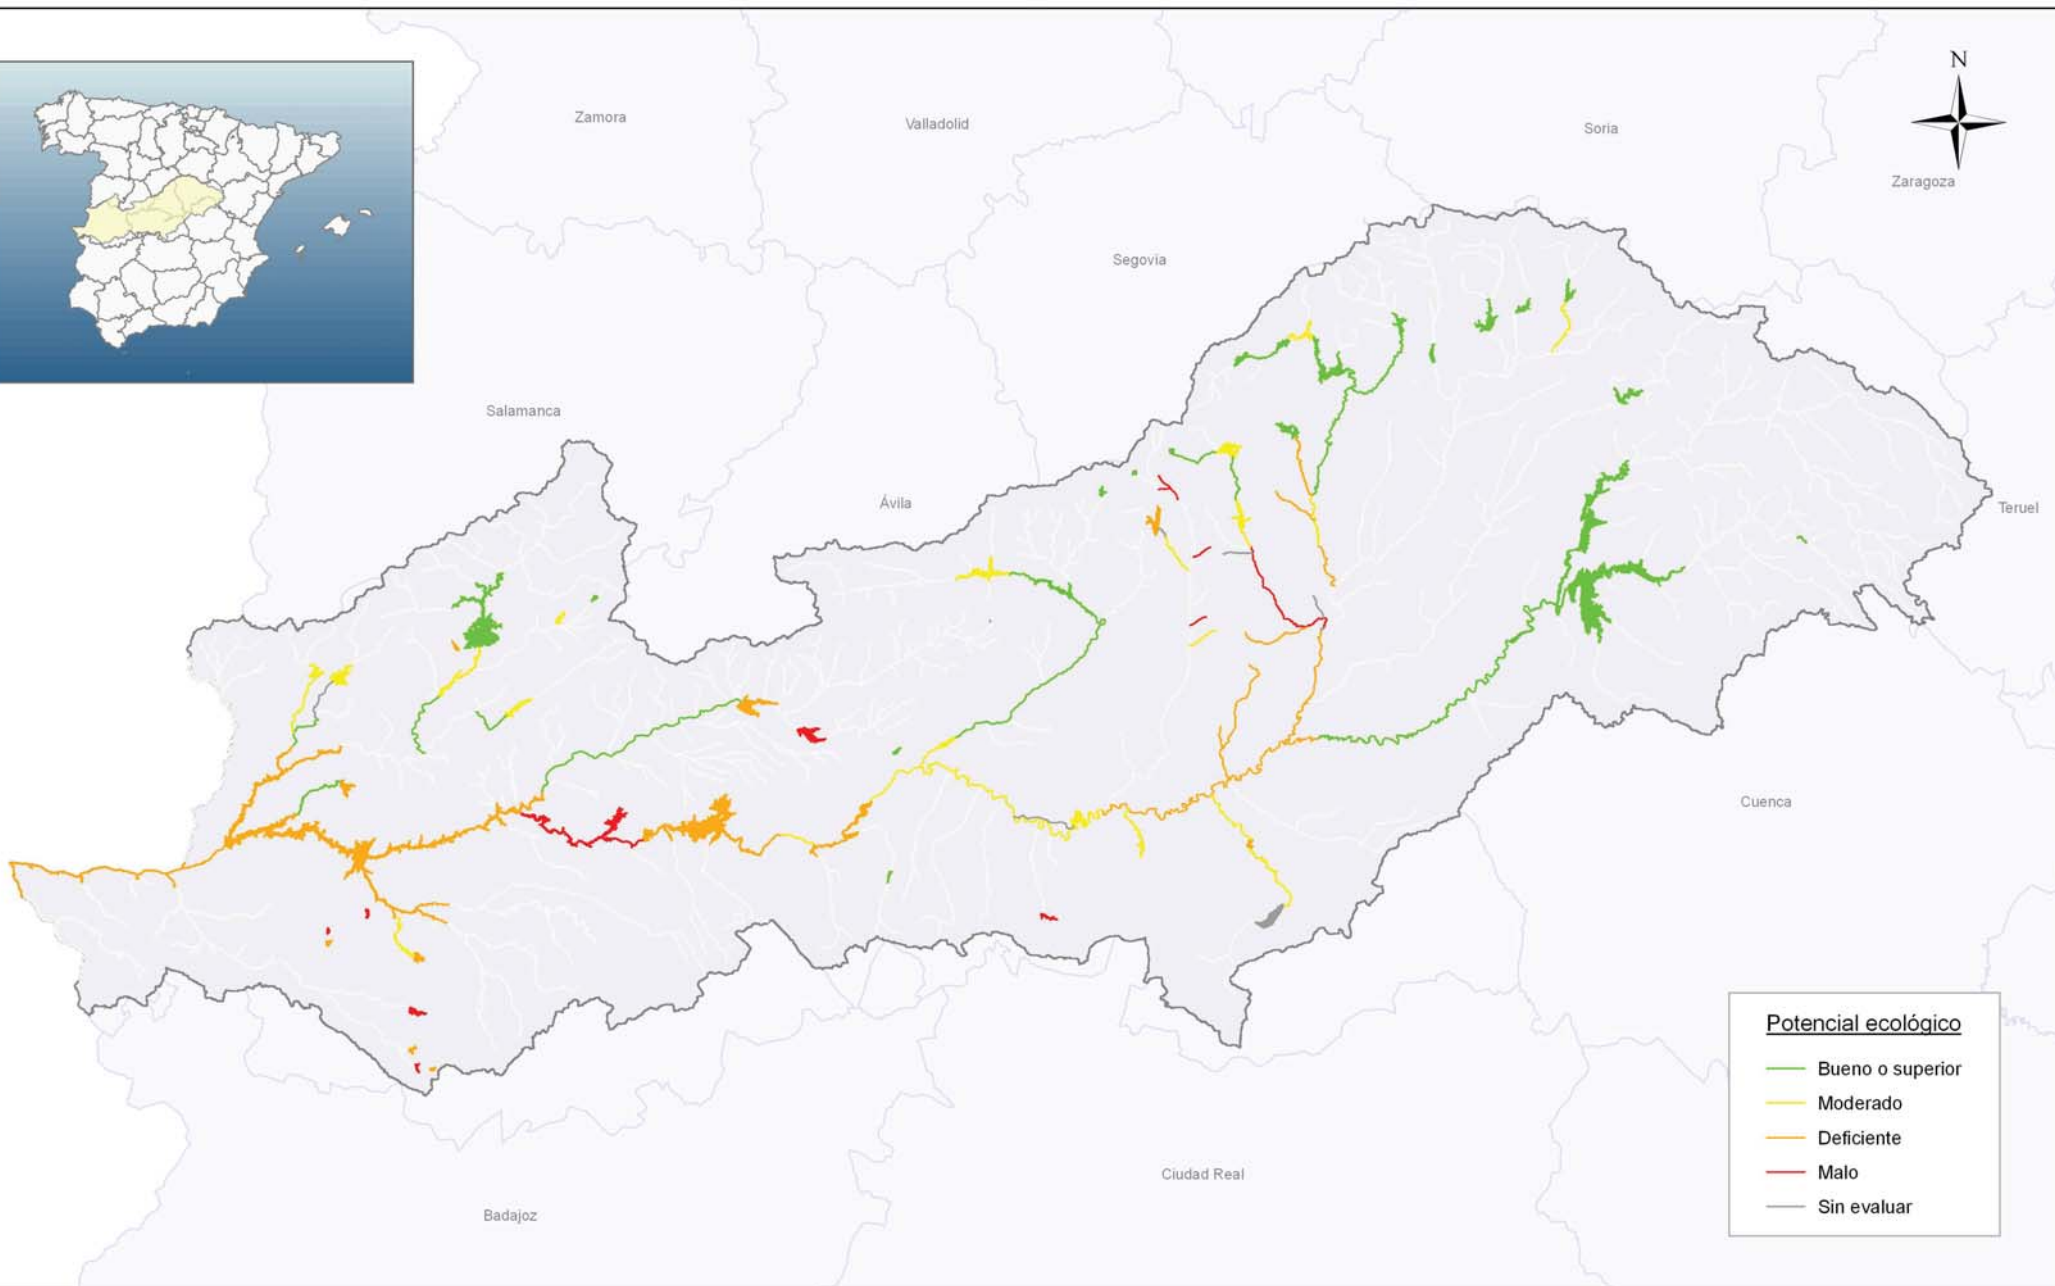 N
Zamora
Valladolid
Soria
Zaragoza
Segovia
Salamanca
Ávila
Teruel
Cuenca
Potencial ecológico
Bueno o superior
Moderado
Deficiente
Malo
Sin evaluar
Ciudad Real
Badajoz